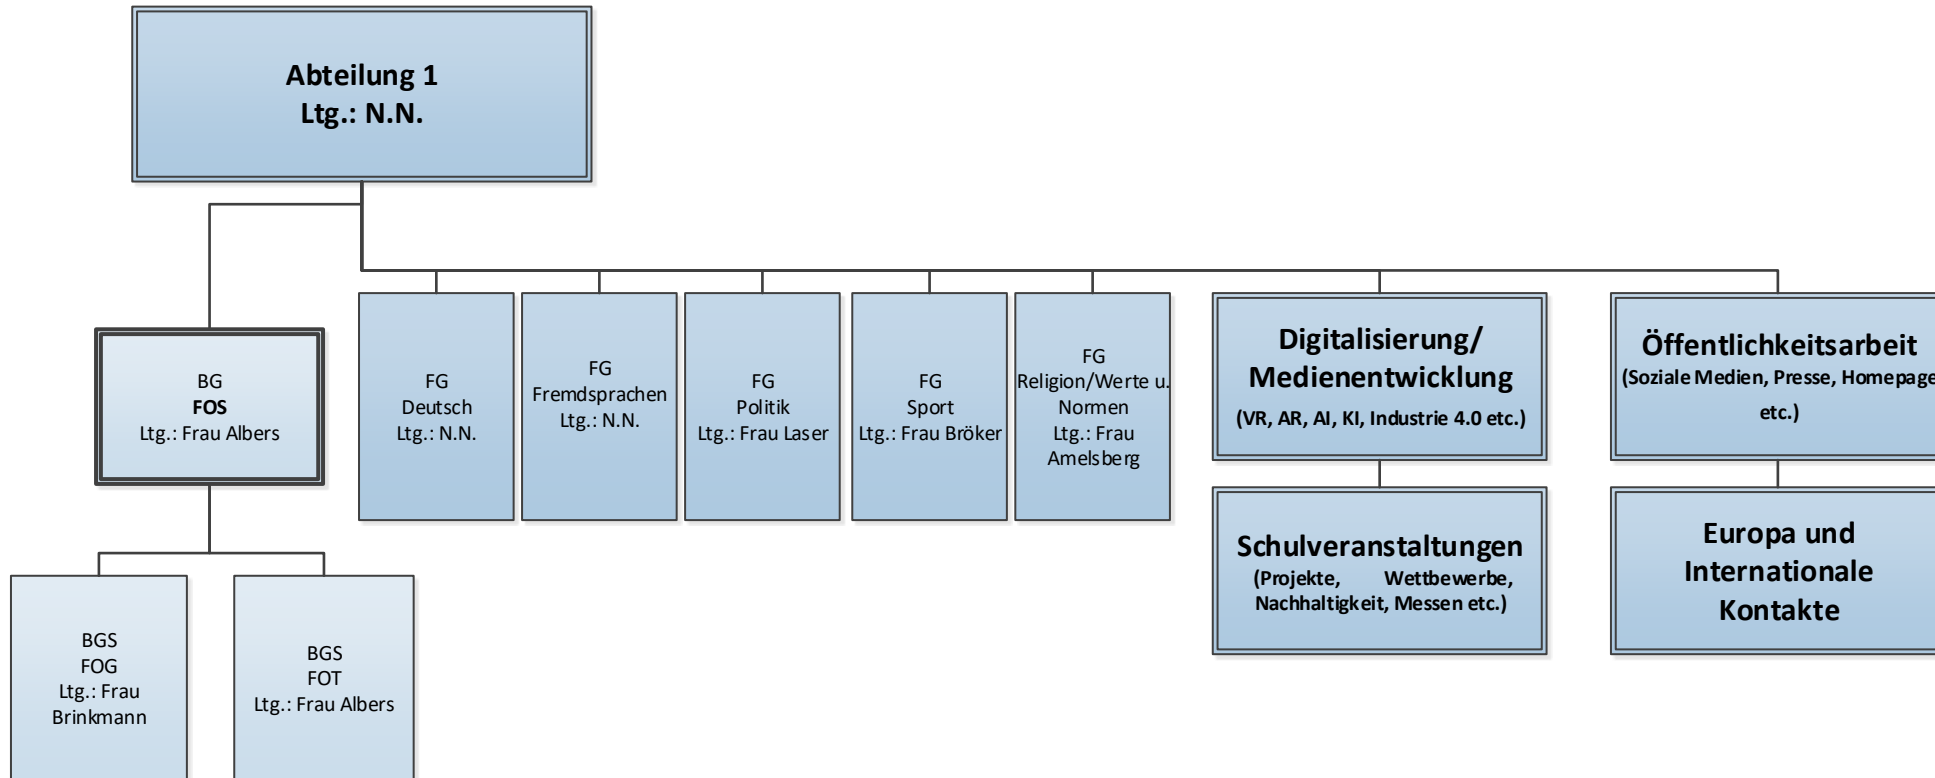 Abteilung 1
Ltg.: N.N.
BG
FOS
Ltg.: Frau Albers
FG
Deutsch
Ltg.: N.N.
FG
Fremdsprachen
Ltg.: N.N.
FG
Politik
Ltg.: Frau Laser
FG
Sport
Ltg.: Frau Bröker
FG
Religion/Werte u.
Normen
Ltg.: Frau
Amelsberg
Digitalisierung/
Medienentwicklung
(VR, AR, AI, KI, Industrie 4.0 etc.)
Öffentlichkeitsarbeit
(Soziale Medien, Presse, Homepage
etc.)
Schulveranstaltungen
(Projekte, Wettbewerbe,
Nachhaltigkeit, Messen etc.)
Europa und
Internationale
Kontakte
BGS
FOG
Ltg.: Frau
Brinkmann
BGS
FOT
Ltg.: Frau Albers